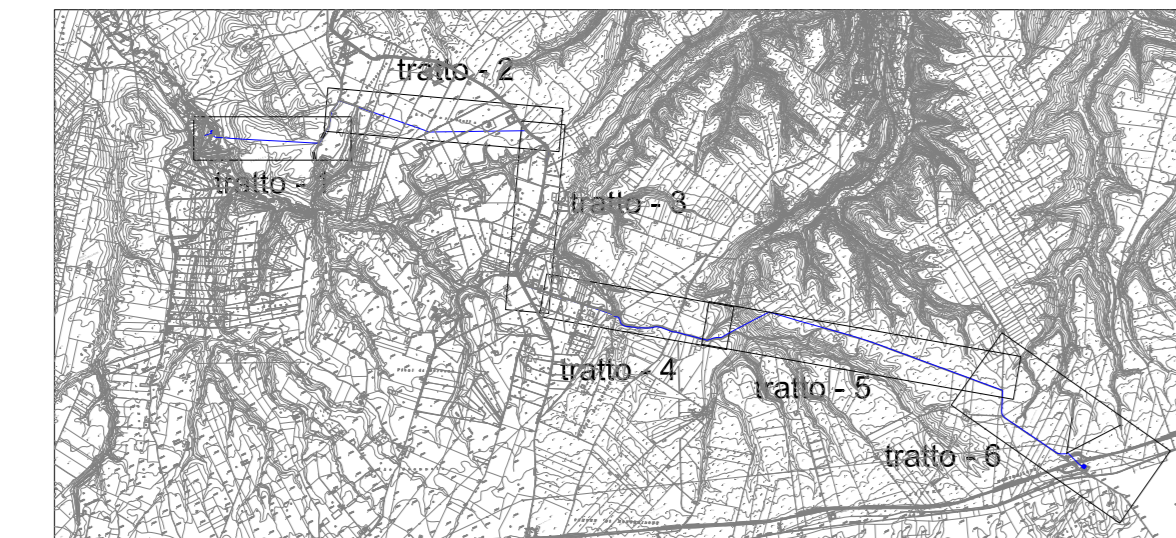 tratto - 2
tratto - 1
tratto - 3
tratto - 4
tratto - 5
tratto - 6